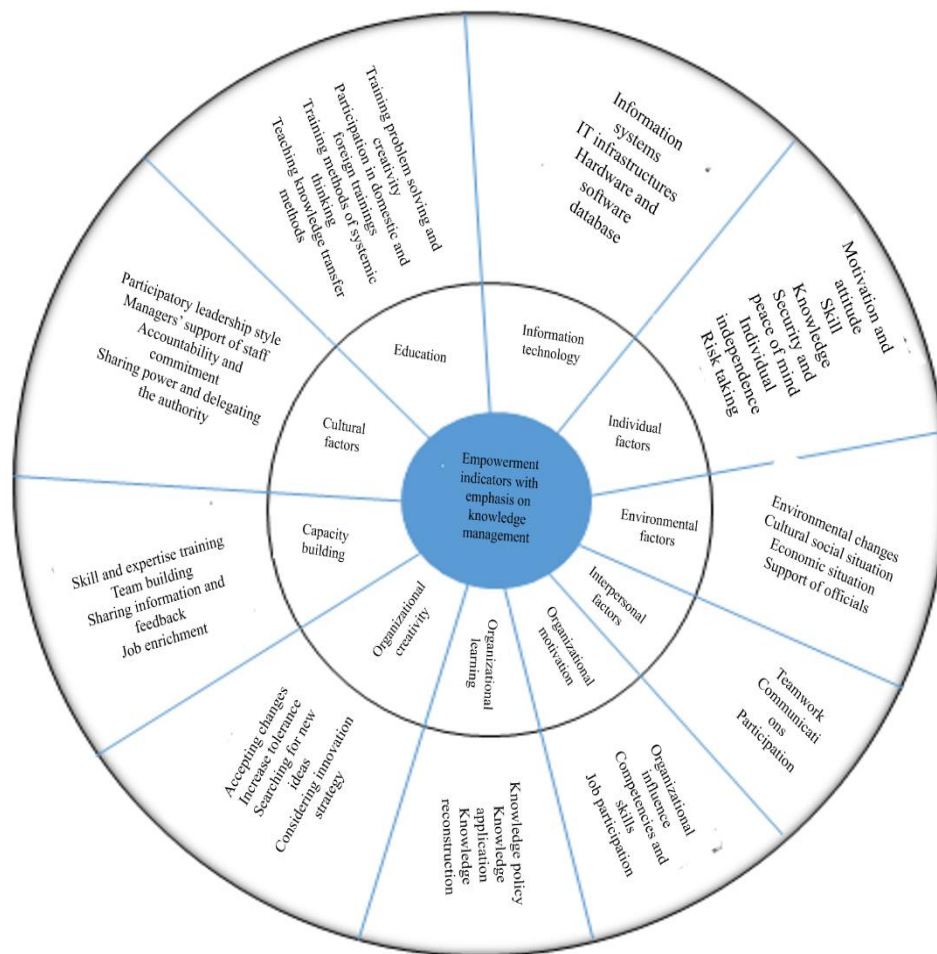 Empowerment
indicators with
emphasis on
knowledge
management
Information
technology
Individual
factors
Environmental
factors
Interpersonal
factors
Organizational
motivation
Organizational
learning
Organizational
creativity
Capacity
building
Cultural
factors
Education
Information
systems
IT infrastructures
Hardware and
software
database
Motivation and
attitude
Skill
Knowledge
Security and
peace of mind
Individual
independence
Risk taking
Environmental changes
Cultural social situation
Economic situation
Support of officials
Teamwork
Communicati
ons
Participation
Organizational
influence
Competencies and
skills
Job participation
Knowledge policy
Knowledge
application
Knowledge
reconstruction
Accepting changes
Increase tolerance
Searching for new
ideas
Considering innovation
strategy
Skill and expertise training
Team building
Sharing information and
feedback
Job enrichment
Participatory leadership style
Managers' support of staff
Accountability and
commitment
Sharing power and delegating
the authority
Training problem solving and
creativity
Participation in domestic and
foreign trainings
Training methods of systemic
thinking
Teaching knowledge transfer
methods